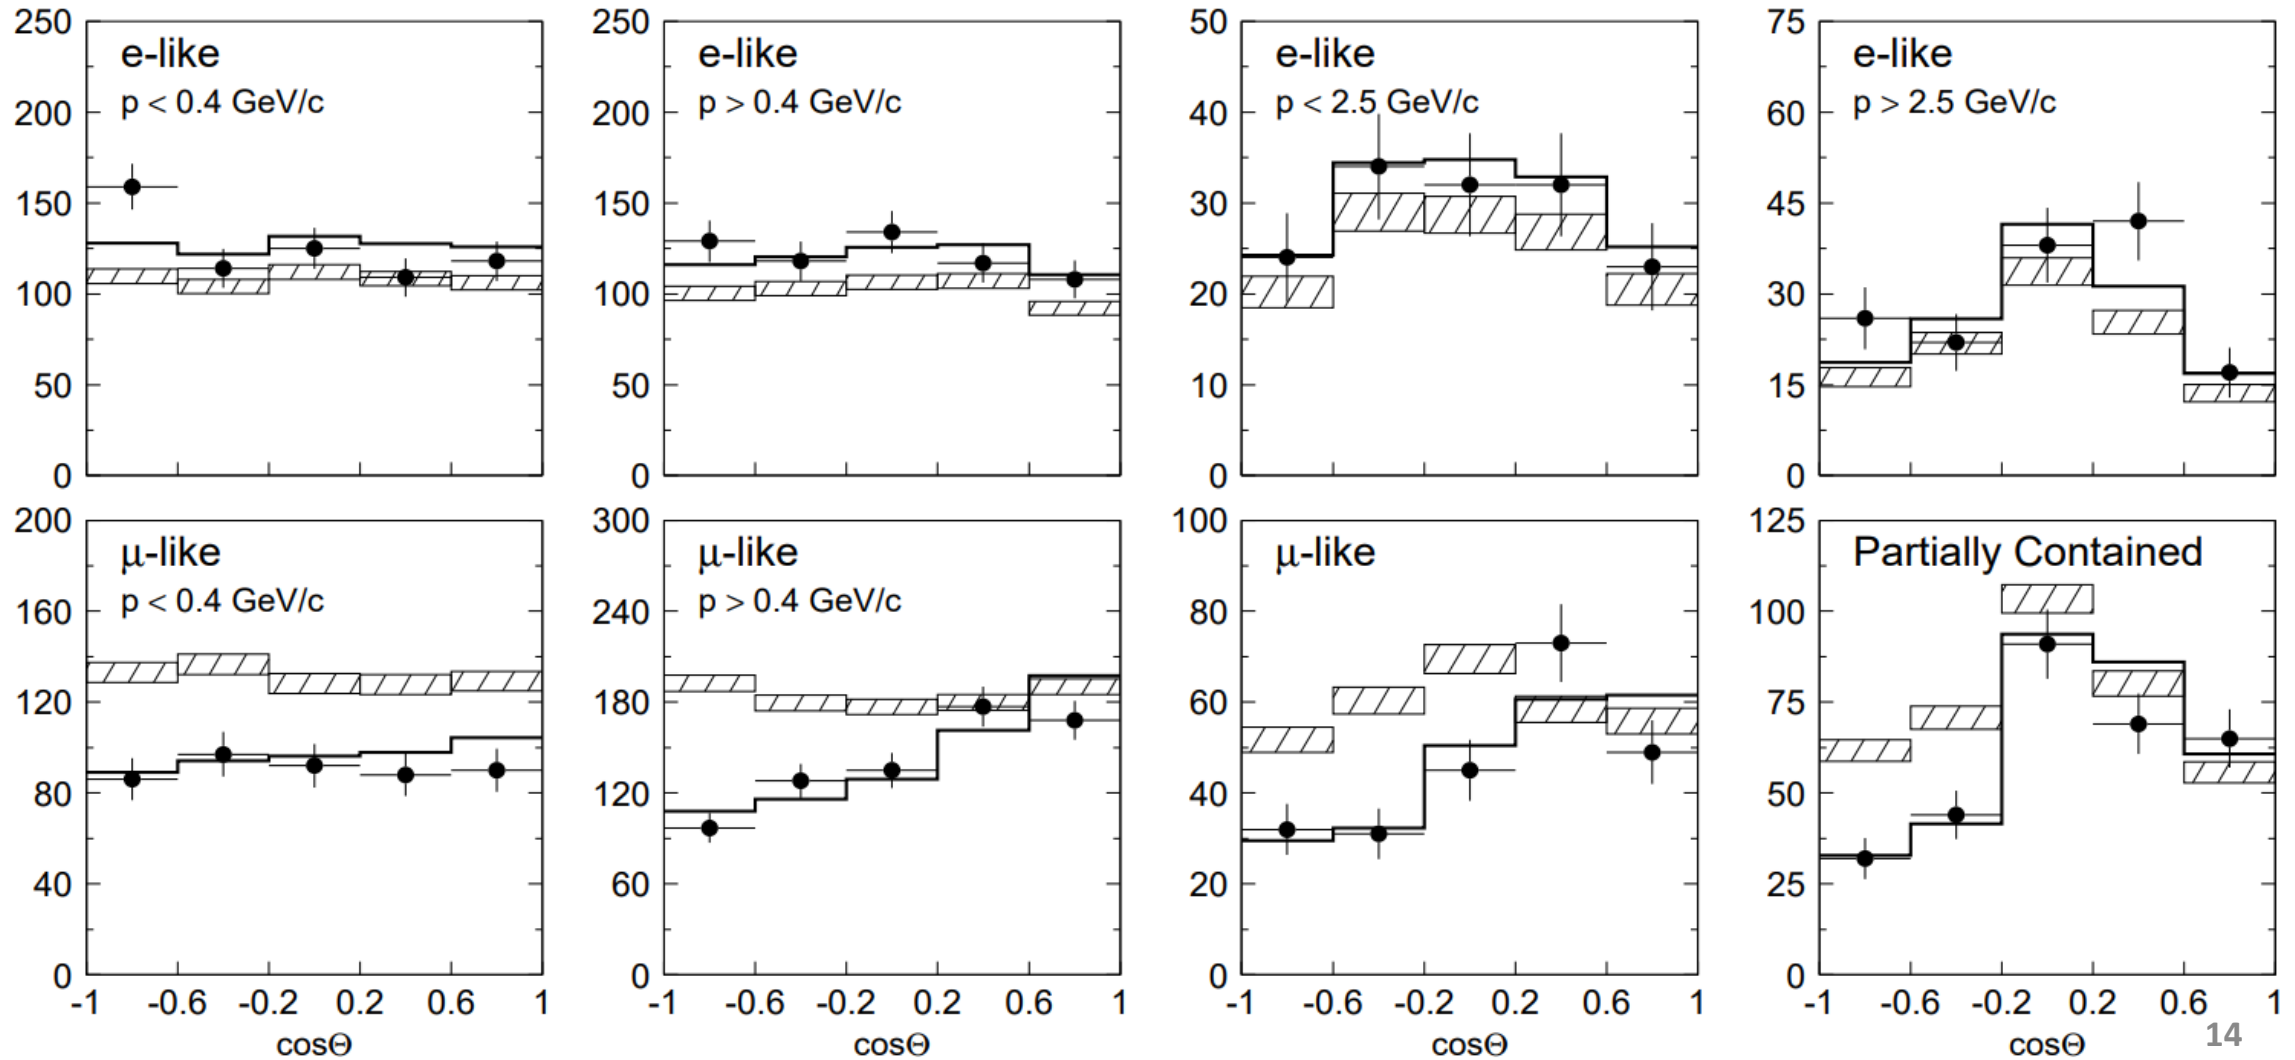 250
200
150
100
50
0
e-like
p < 0.4 GeV/c
250
200
150
100
50
0
e-like
p > 0.4 GeV/c
50
40
30
20
10
0
e-like
p < 2.5 GeV/c
75
60
45
30
15
0
e-like
p > 2.5 GeV/c
200
160
120
80
40
0
μ-like
p < 0.4 GeV/c
-1 -0.6 -0.2 0.2 0.6 1
cosΘ
300
240
180
120
60
0
μ-like
p > 0.4 GeV/c
-1 -0.6 -0.2 0.2 0.6 1
cosΘ
100
80
60
40
20
0
μ-like
-1 -0.6 -0.2 0.2 0.6 1
cosΘ
125
100
75
50
25
0
Partially Contained
-1 -0.6 -0.2 0.2 0.6 1
cosΘ
14